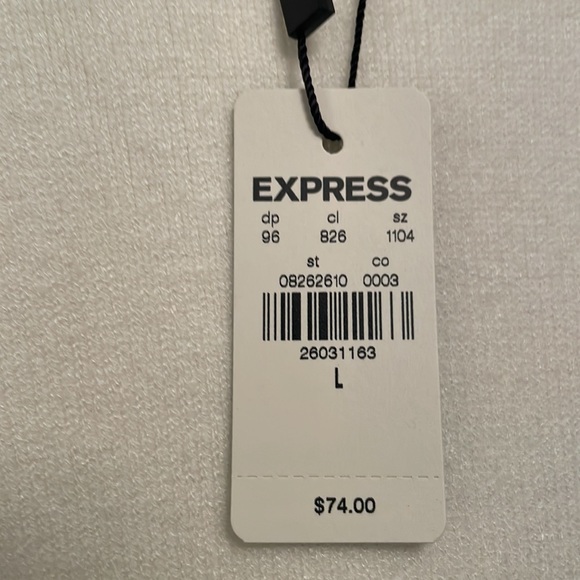 EXPRESS
dp cl sz
96 826 1104
st co
08262610 0003
26031163
L
$74.00